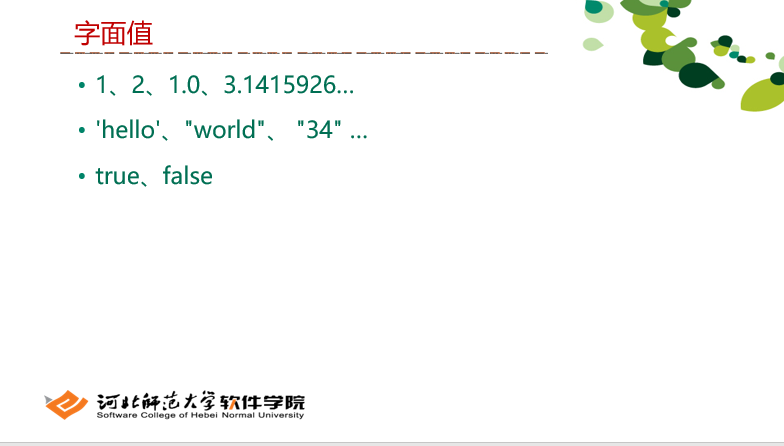 字面值
• 1、2、1.0、3.1415926…
• 'hello'、"world"、 "34" …
• true、false
河北师范大学软件学院
Software College of Hebei Normal University